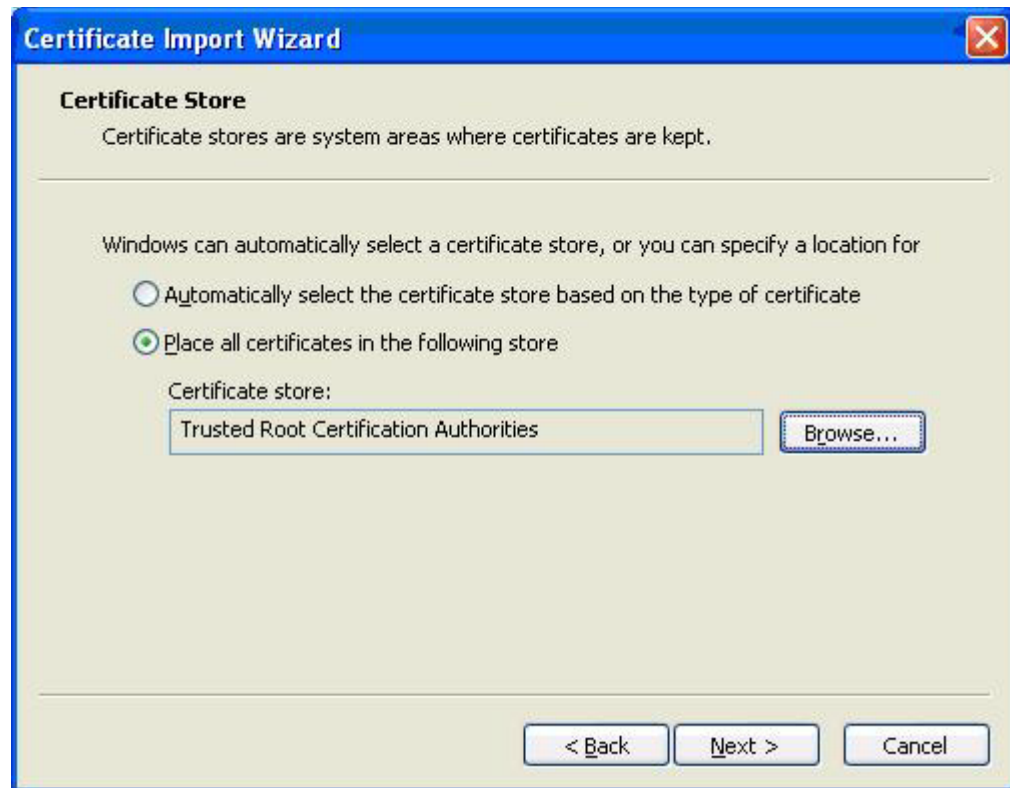 Certificate Import Wizard
Certificate Store
Certificate stores are system areas where certificates are kept.
Windows can automatically select a certificate store, or you can specify a location for
Automatically select the certificate store based on the type of certificate
Place all certificates in the following store
Certificate store:
Trusted Root Certification Authorities
Browse...
< Back
Next >
Cancel